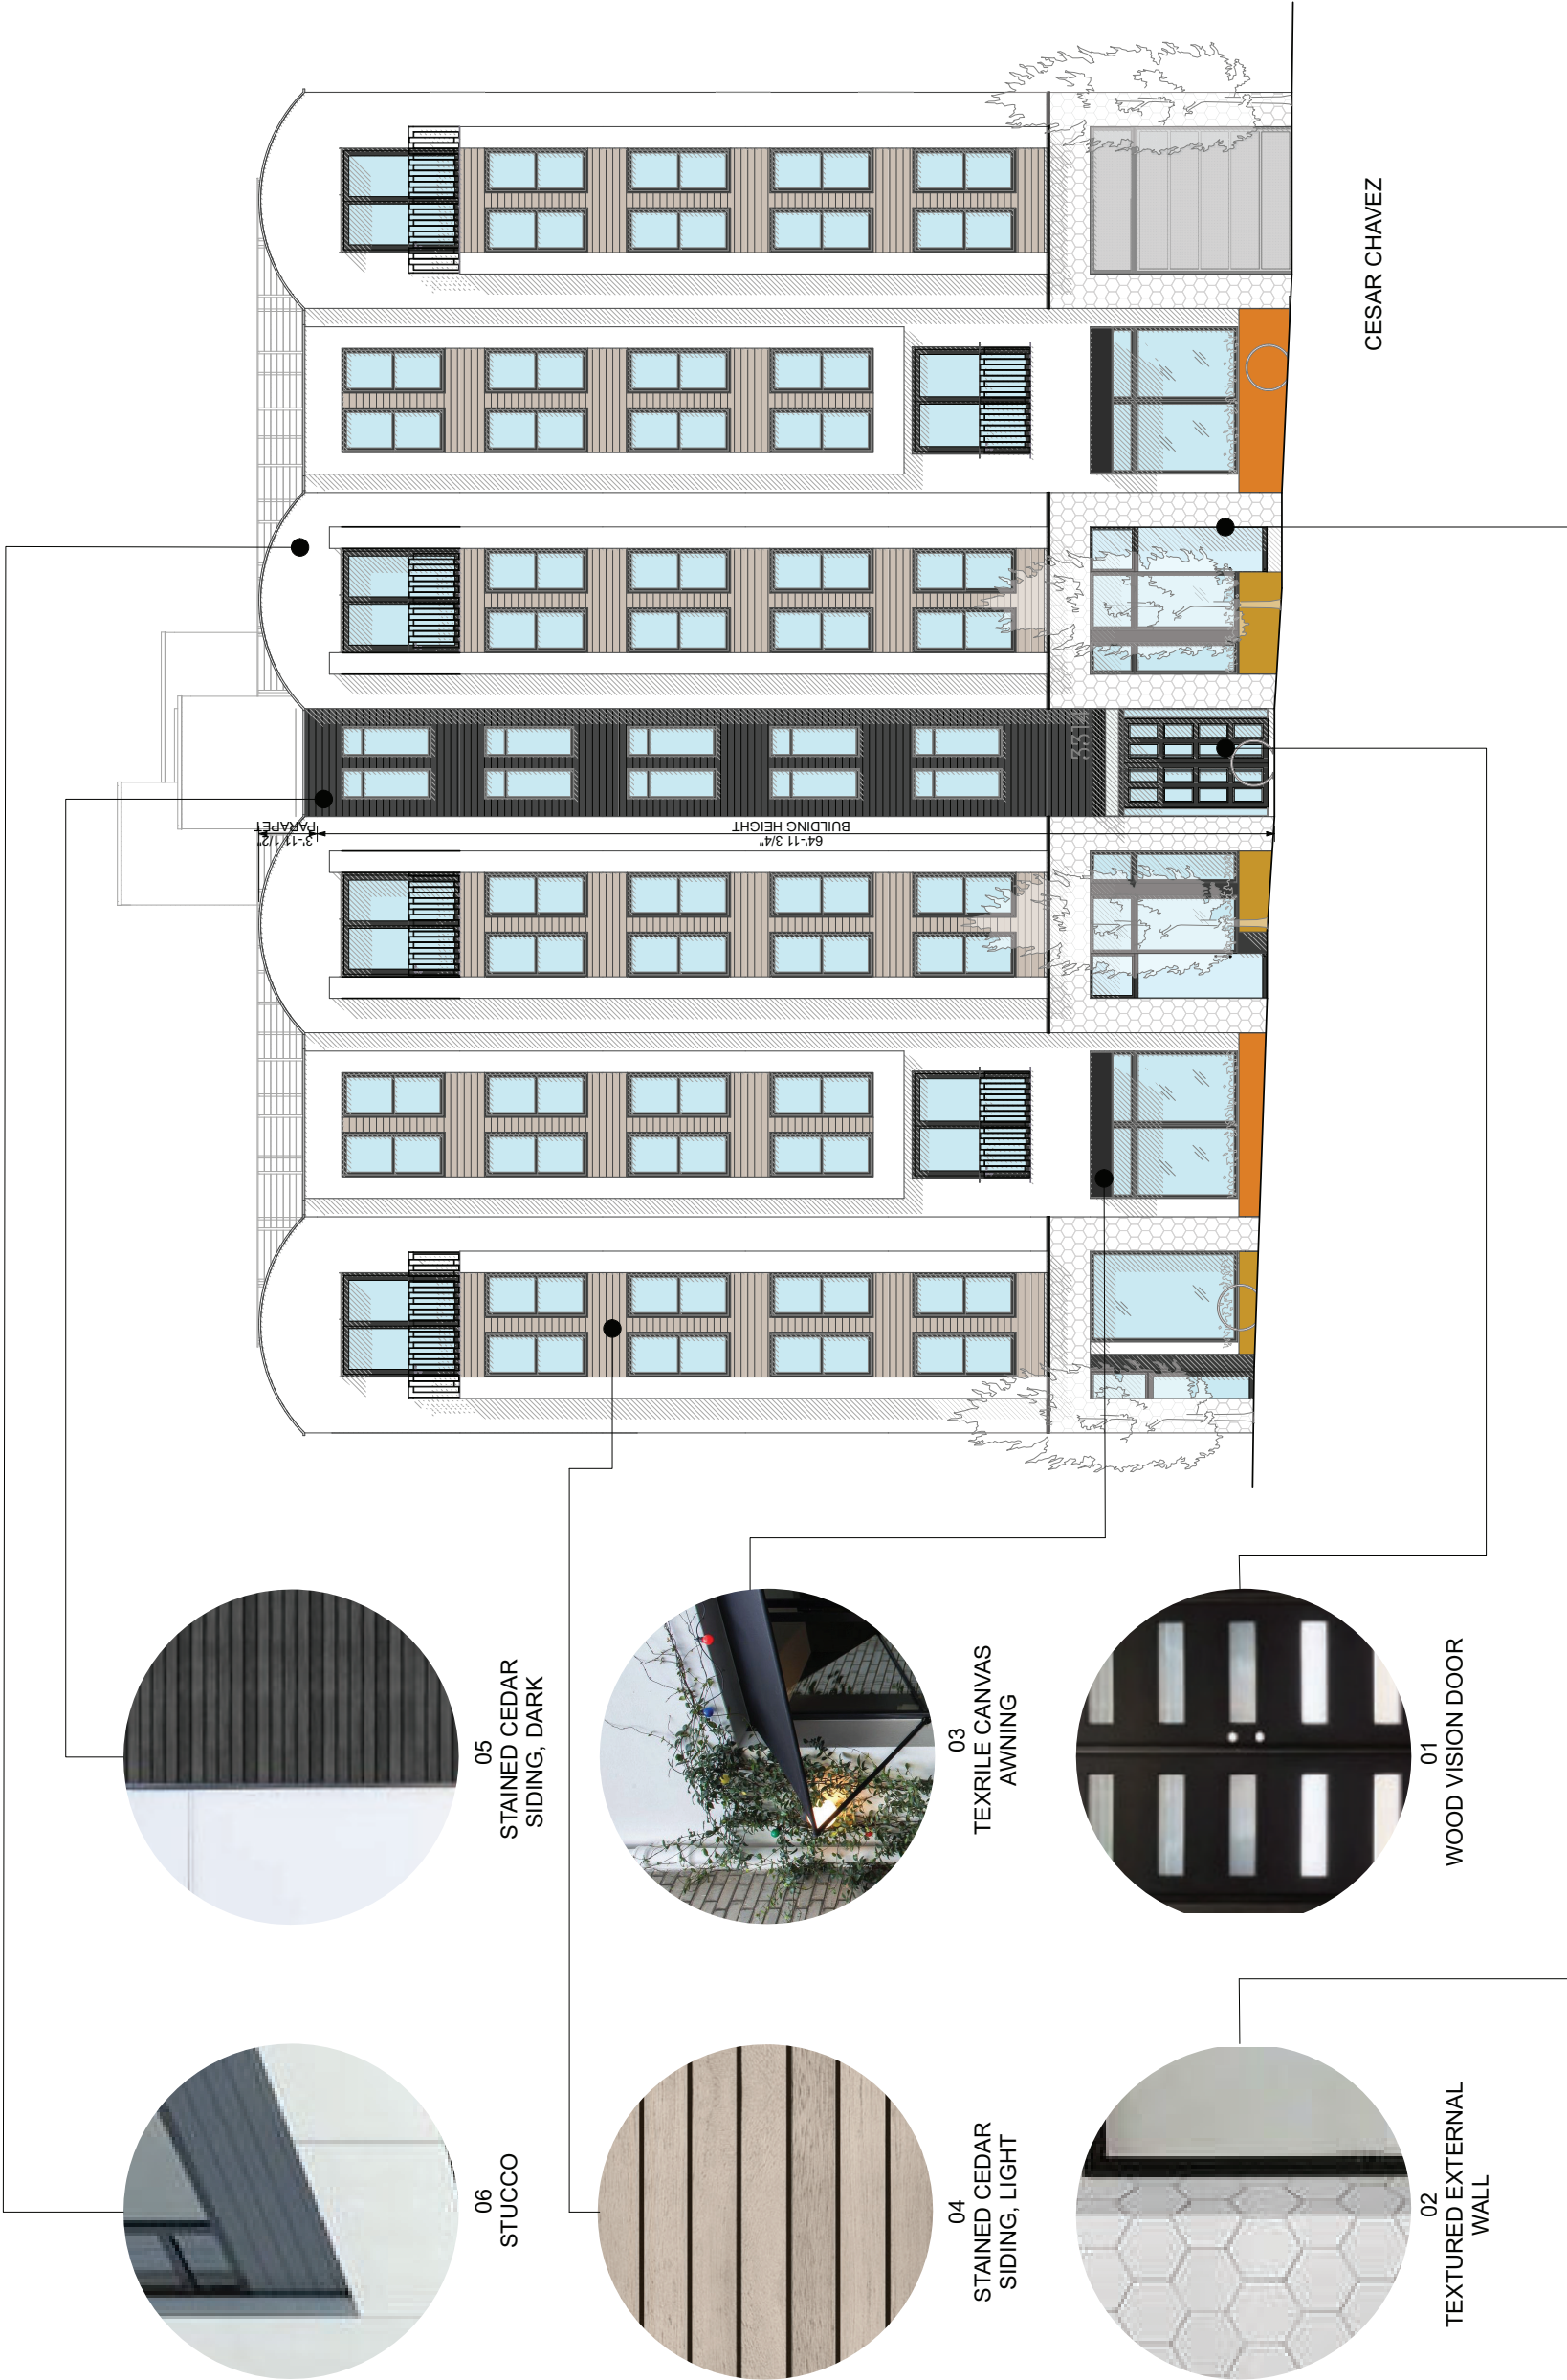 06
STUCCO
05
STAINED CEDAR
SIDING, DARK
04
STAINED CEDAR
SIDING, LIGHT
03
TEXRILE CANVAS
AWNING
02
TEXTURED EXTERNAL
WALL
01
WOOD VISION DOOR
3'-11 1/2"
PARAPET
64'-11 3/4"
BUILDING HEIGHT
CESAR CHAVEZ